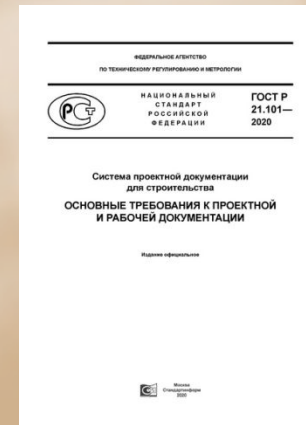 ФЕДЕРАЛЬНОЕ АГЕНТСТВО
ПО ТЕХНИЧЕСКОМУ РЕГУЛИРОВАНИЮ И МЕТРОЛОГИИ
НАЦИОНАЛЬНЫЙ
СТАНДАРТ
РОССИЙСКОЙ
ФЕДЕРАЦИИ
ГОСТ Р
21.101—
2020
Система проектной документации
для строительства
ОСНОВНЫЕ ТРЕБОВАНИЯ К ПРОЕКТНОЙ
И РАБОЧЕЙ ДОКУМЕНТАЦИИ
Издание официальное
Москва
Стандартинформ
2020